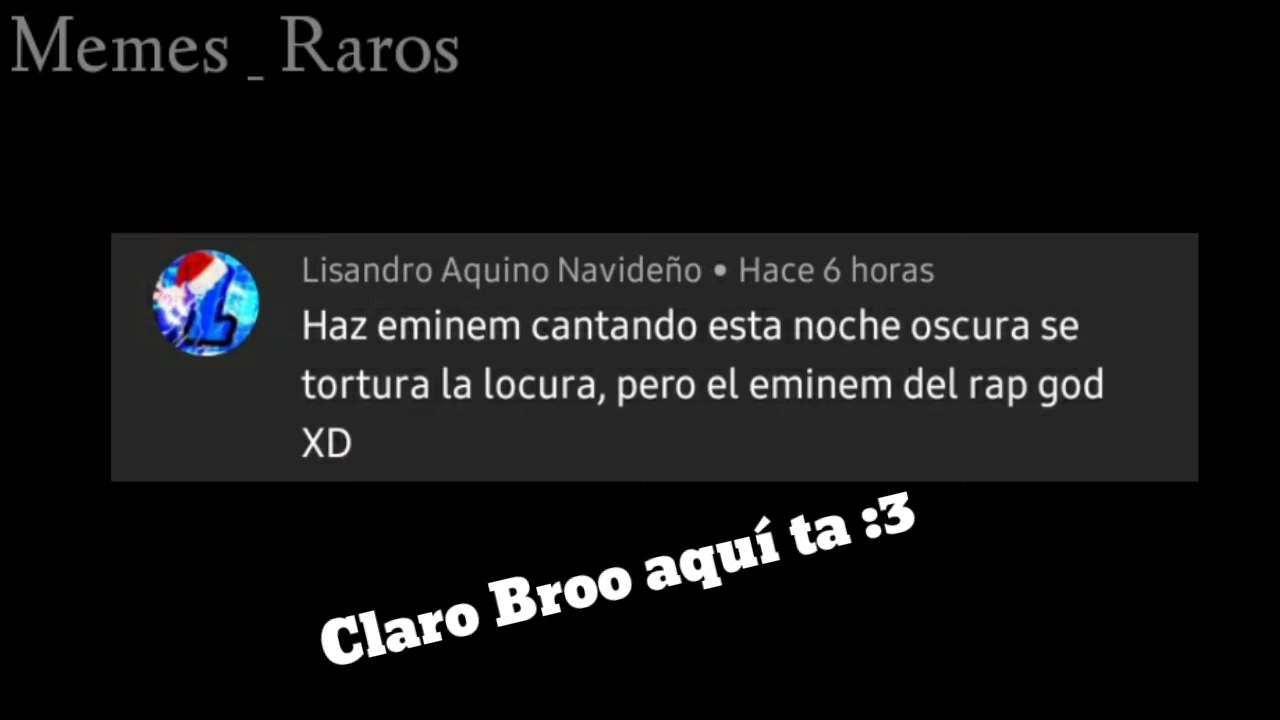 Memes _ Raros
Lisandro Aquino Navideño • Hace 6 horas
Haz eminem cantando esta noche oscura se
tortura la locura, pero el eminem del rap god
XD
Claro Broo aquí ta :3